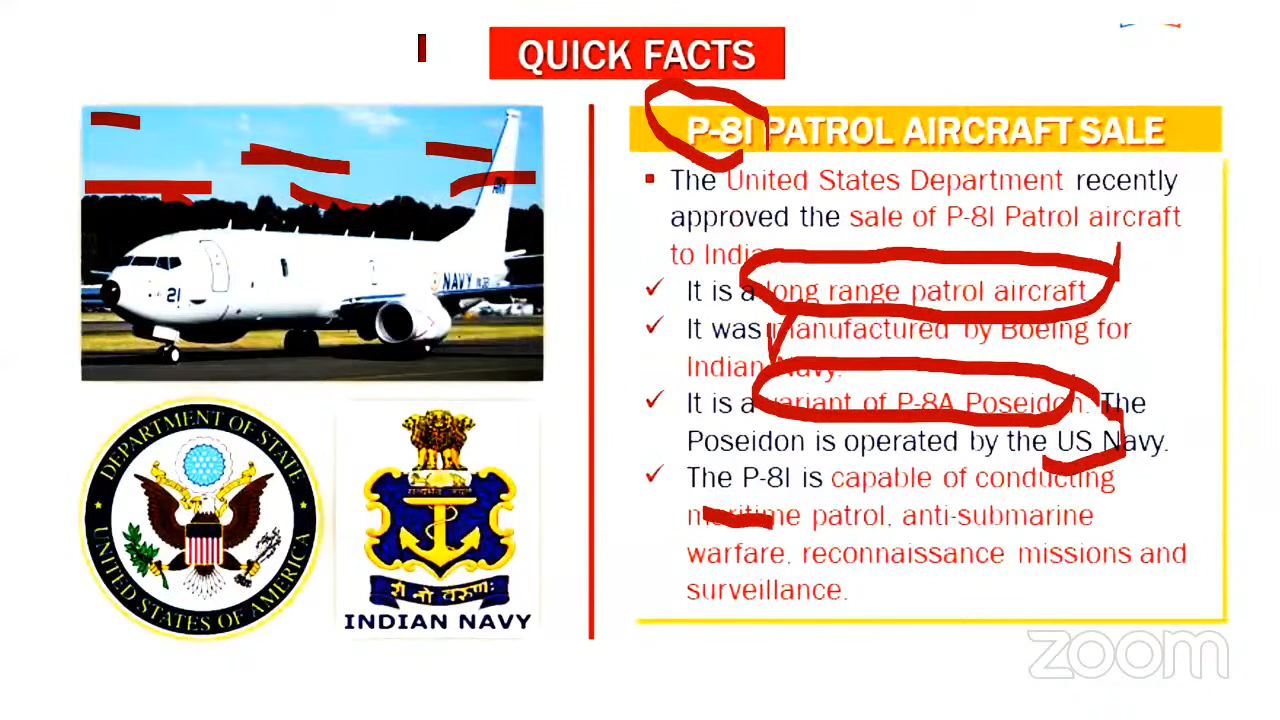 QUICK FACTS
P-8I PATROL AIRCRAFT SALE
The United States Department recently
approved the sale of P-8I Patrol aircraft
to India.
It is a long range patrol aircraft.
It was manufactured by Boeing for
Indian Navy.
It is a variant of P-8A Poseidon. The
Poseidon is operated by the US Navy.
The P-8I is capable of conducting
maritime patrol, anti-submarine
warfare, reconnaissance missions and
surveillance.
21
NAVY
DEPARTMENT OF STATE
UNITED STATES OF AMERICA
शं नो वरुणः
INDIAN NAVY
zoom